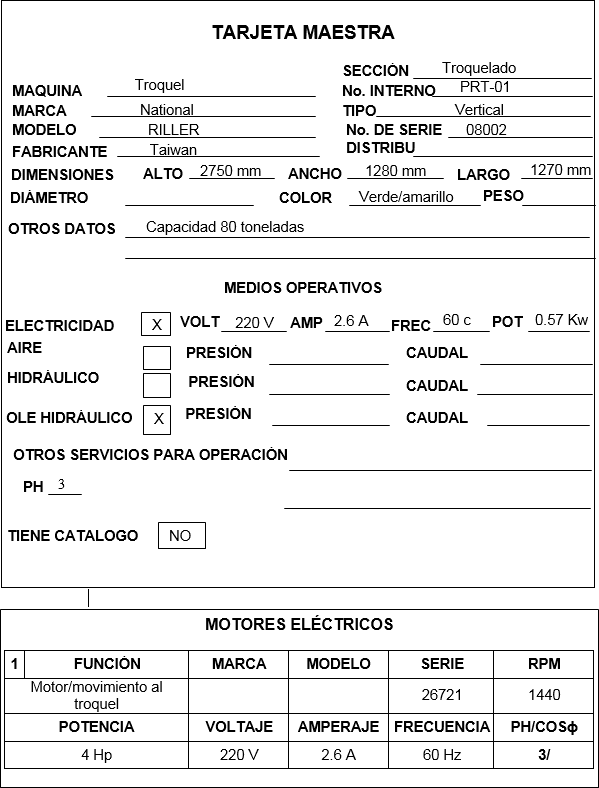 TARJETA MAESTRA
SECCIÓN Troquelado
MAQUINA Troquel No. INTERNO PRT-01
MARCA National TIPO Vertical
MODELO RILLER No. DE SERIE 08002
FABRICANTE Taiwan DISTRIBU
DIMENSIONES ALTO 2750 mm ANCHO 1280 mm LARGO 1270 mm
DIÁMETRO COLOR Verde/amarillo PESO
OTROS DATOS Capacidad 80 toneladas
MEDIOS OPERATIVOS
ELECTRICIDAD X VOLT 220 V AMP 2.6 A FREC 60 c POT 0.57 Kw
AIRE PRESIÓN CAUDAL
HIDRÁULICO PRESIÓN CAUDAL
OLE HIDRÁULICO X PRESIÓN CAUDAL
OTROS SERVICIOS PARA OPERACIÓN
PH 3
TIENE CATALOGO NO
MOTORES ELÉCTRICOS
1 FUNCIÓN MARCA MODELO SERIE RPM
Motor/movimiento al
troquel 26721 1440
POTENCIA VOLTAJE AMPERAJE FRECUENCIA PH/COSϕ
4 Hp 220 V 2.6 A 60 Hz 3/